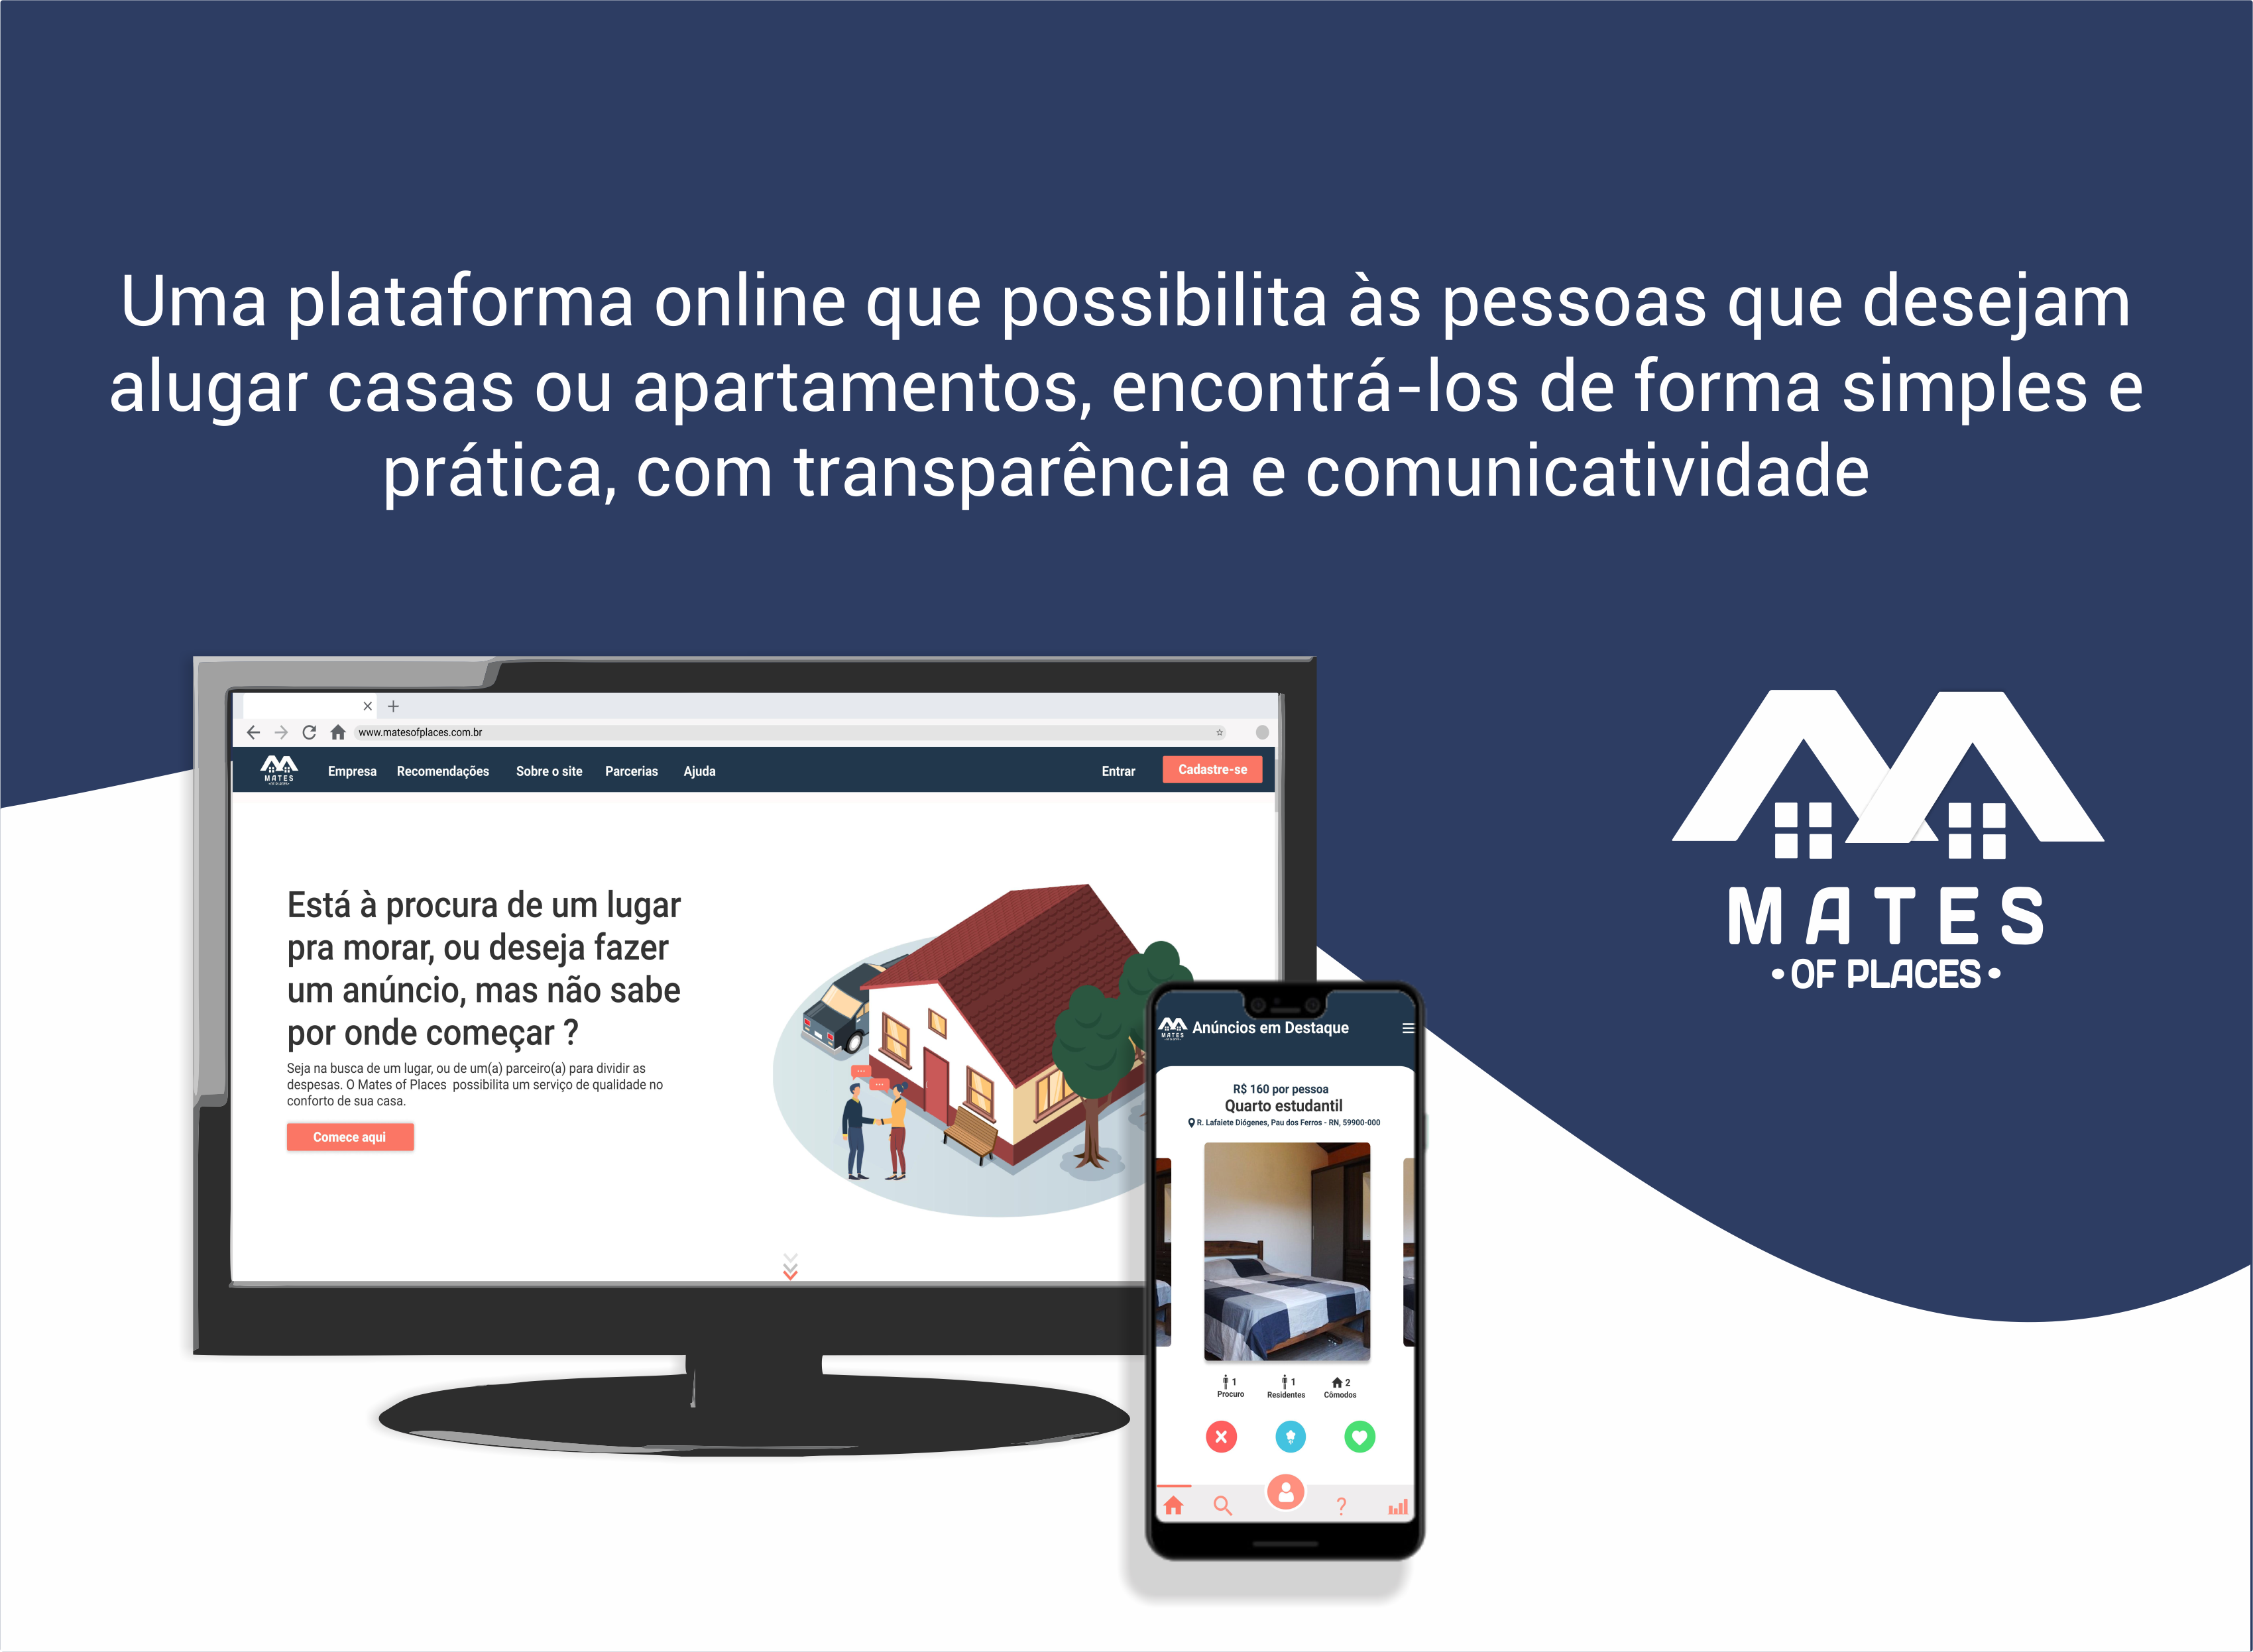 Uma plataforma online que possibilita às pessoas que desejam
alugar casas ou apartamentos, encontrá-los de forma simples e
prática, com transparência e comunicatividade
www.matesofplaces.com.br
MATES
•OF PLACES•
Empresa Recomendações Sobre o site Parcerias Ajuda Entrar Cadastre-se
Está à procura de um lugar
pra morar, ou deseja fazer
um anúncio, mas não sabe
por onde começar ?
Seja na busca de um lugar, ou de um(a) parceiro(a) para dividir as
despesas. O Mates of Places possibilita um serviço de qualidade no
conforto de sua casa.
Comece aqui
MATES
•OF PLACES•
MATES
Anúncios em Destaque
R$ 160 por pessoa
Quarto estudantil
R. Lafaiete Diógenes, Pau dos Ferros - RN, 59900-000
1 1 2
Procuro Residentes Cômodos
?